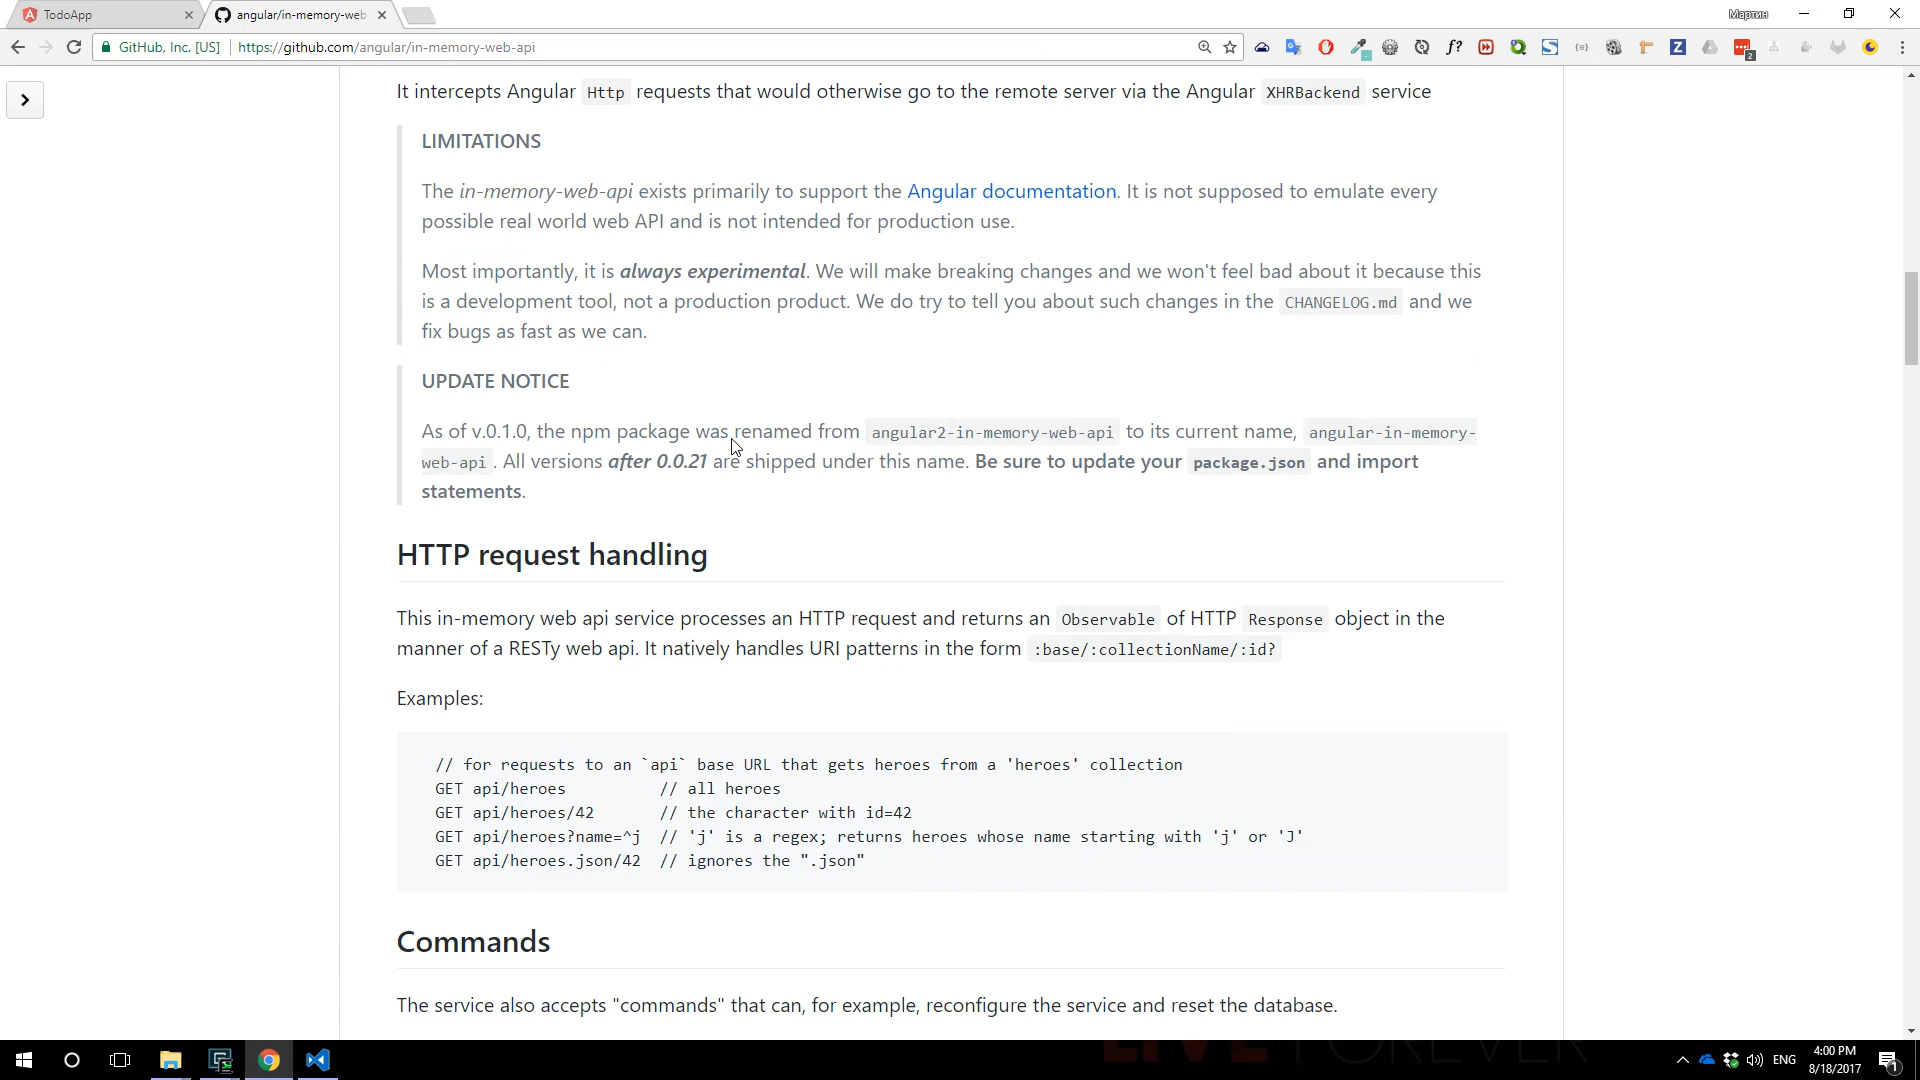 TodoApp
angular/in-memory-web
Мартин
GitHub, Inc. [US]
https://github.com/angular/in-memory-web-api
f?
Z
2
It intercepts Angular Http requests that would otherwise go to the remote server via the Angular XHRBackend service
LIMITATIONS
The in-memory-web-api exists primarily to support the Angular documentation. It is not supposed to emulate every
possible real world web API and is not intended for production use.
Most importantly, it is always experimental. We will make breaking changes and we won't feel bad about it because this
is a development tool, not a production product. We do try to tell you about such changes in the CHANGELOG.md and we
fix bugs as fast as we can.
UPDATE NOTICE
As of v.0.1.0, the npm package was renamed from angular2-in-memory-web-api to its current name, angular-in-memory-
web-api . All versions after 0.0.21 are shipped under this name. Be sure to update your package.json and import
statements.
HTTP request handling
This in-memory web api service processes an HTTP request and returns an Observable of HTTP Response object in the
manner of a RESTy web api. It natively handles URI patterns in the form :base/:collectionName/:id?
Examples:
// for requests to an `api` base URL that gets heroes from a 'heroes' collection
GET api/heroes // all heroes
GET api/heroes/42 // the character with id=42
GET api/heroes?name=^j // 'j' is a regex; returns heroes whose name starting with 'j' or 'J'
GET api/heroes.json/42 // ignores the ".json"
Commands
The service also accepts "commands" that can, for example, reconfigure the service and reset the database.
ENG
4:00 PM
8/18/2017
1